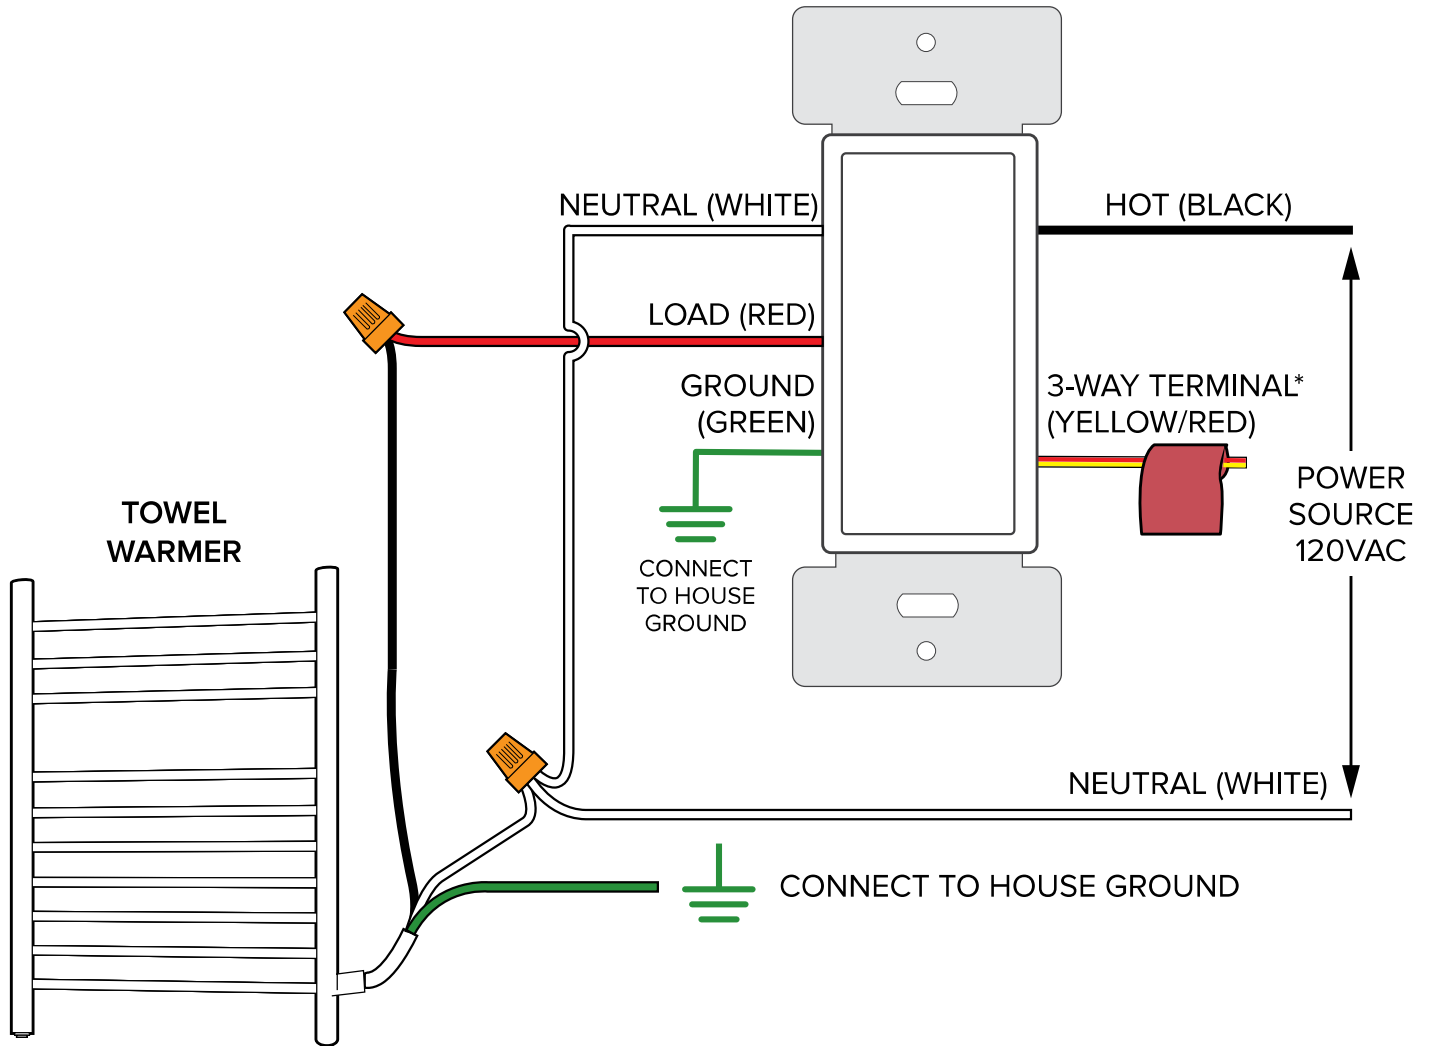 NEUTRAL (WHITE)
HOT (BLACK)
LOAD (RED)
GROUND
(GREEN)
3-WAY TERMINAL*
(YELLOW/RED)
POWER
SOURCE
120VAC
TOWEL
WARMER
CONNECT
TO HOUSE
GROUND
NEUTRAL (WHITE)
CONNECT TO HOUSE GROUND